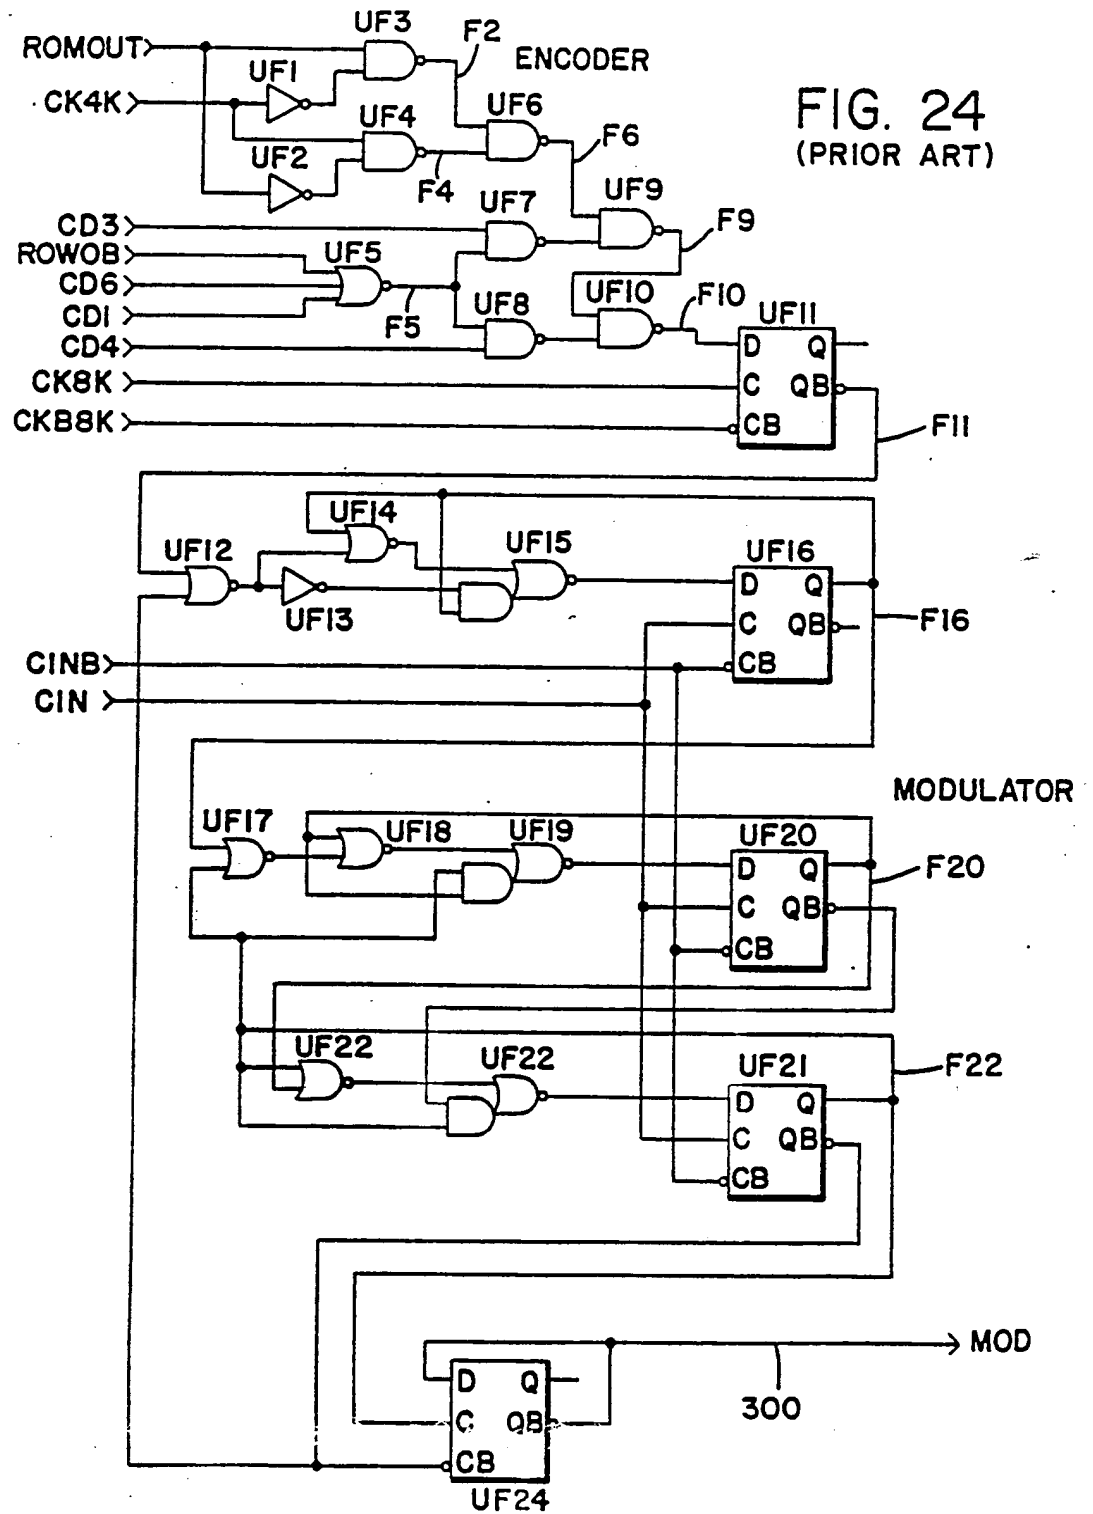 FIG. 24
(PRIOR ART)
ENCODER
ROMOUT
CK4K
UF1
UF2
UF3
UF4
F2
F4
UF6
F6
CD3
ROWOB
CD6
CD1
CD4
CK8K
CKB8K
UF5
F5
UF7
UF8
UF9
F9
UF10
F10
UF11
D Q
C QB
CB
F11
UF12
UF13
UF14
UF15
UF16
D Q
C QB
CB
F16
CINB
CIN
MODULATOR
UF17
UF18
UF19
UF20
D Q
C QB
CB
F20
UF22
UF22
UF21
D Q
C QB
CB
F22
MOD
300
D Q
C QB
CB
UF24